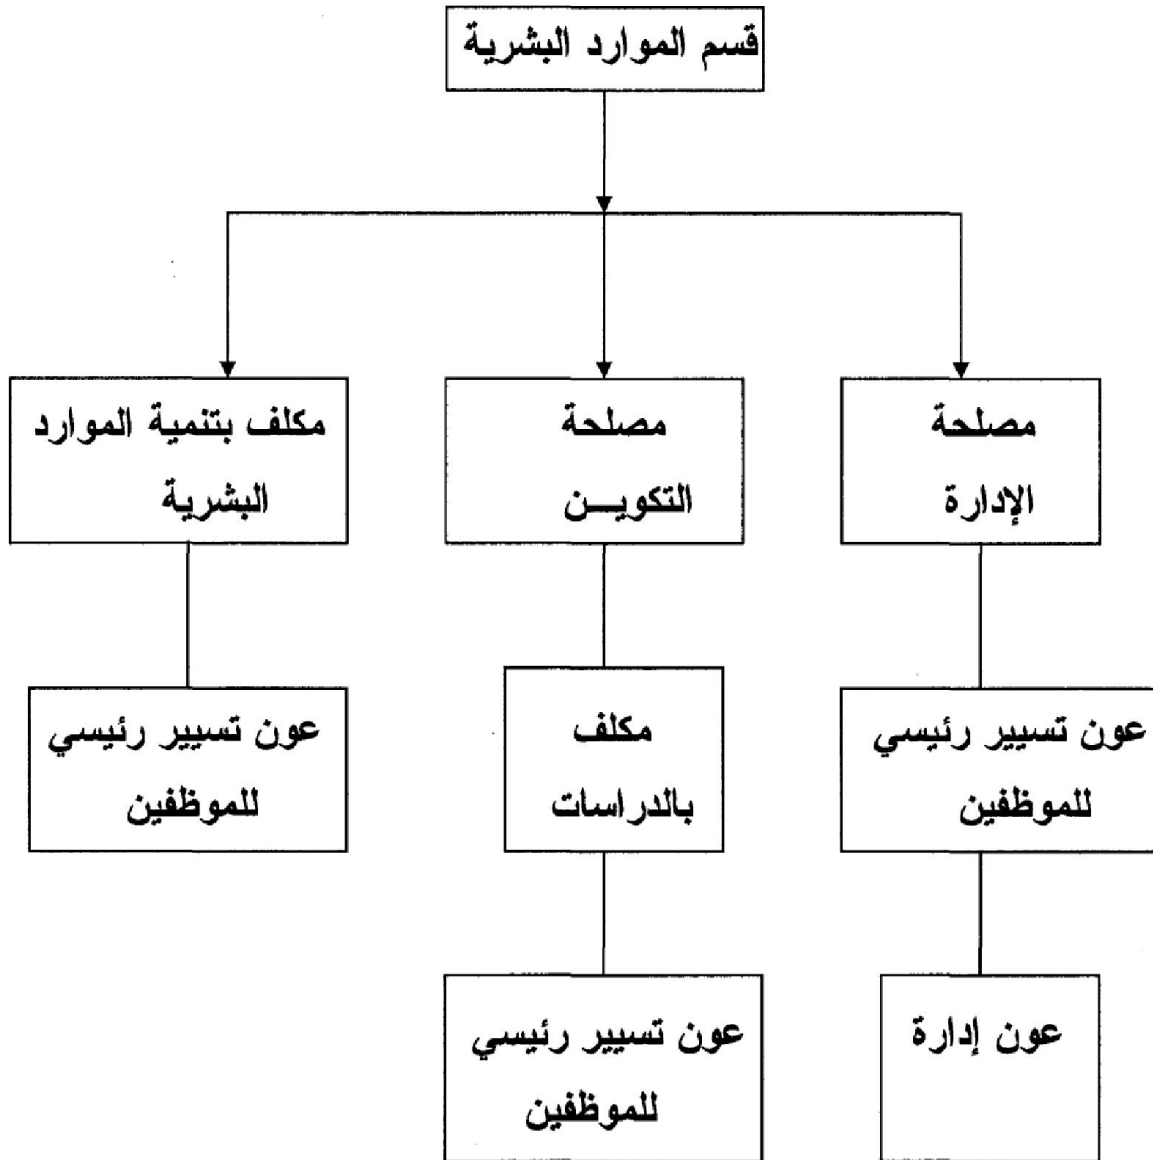 قسم الموارد البشرية
مصلحة
الإدارة
مصلحة
التكويـــن
مكلف بتنمية الموارد
البشرية
عون تسيير رئيسي
للموظفين
مكلف
بالدراسات
عون تسيير رئيسي
للموظفين
عون إدارة
عون تسيير رئيسي
للموظفين